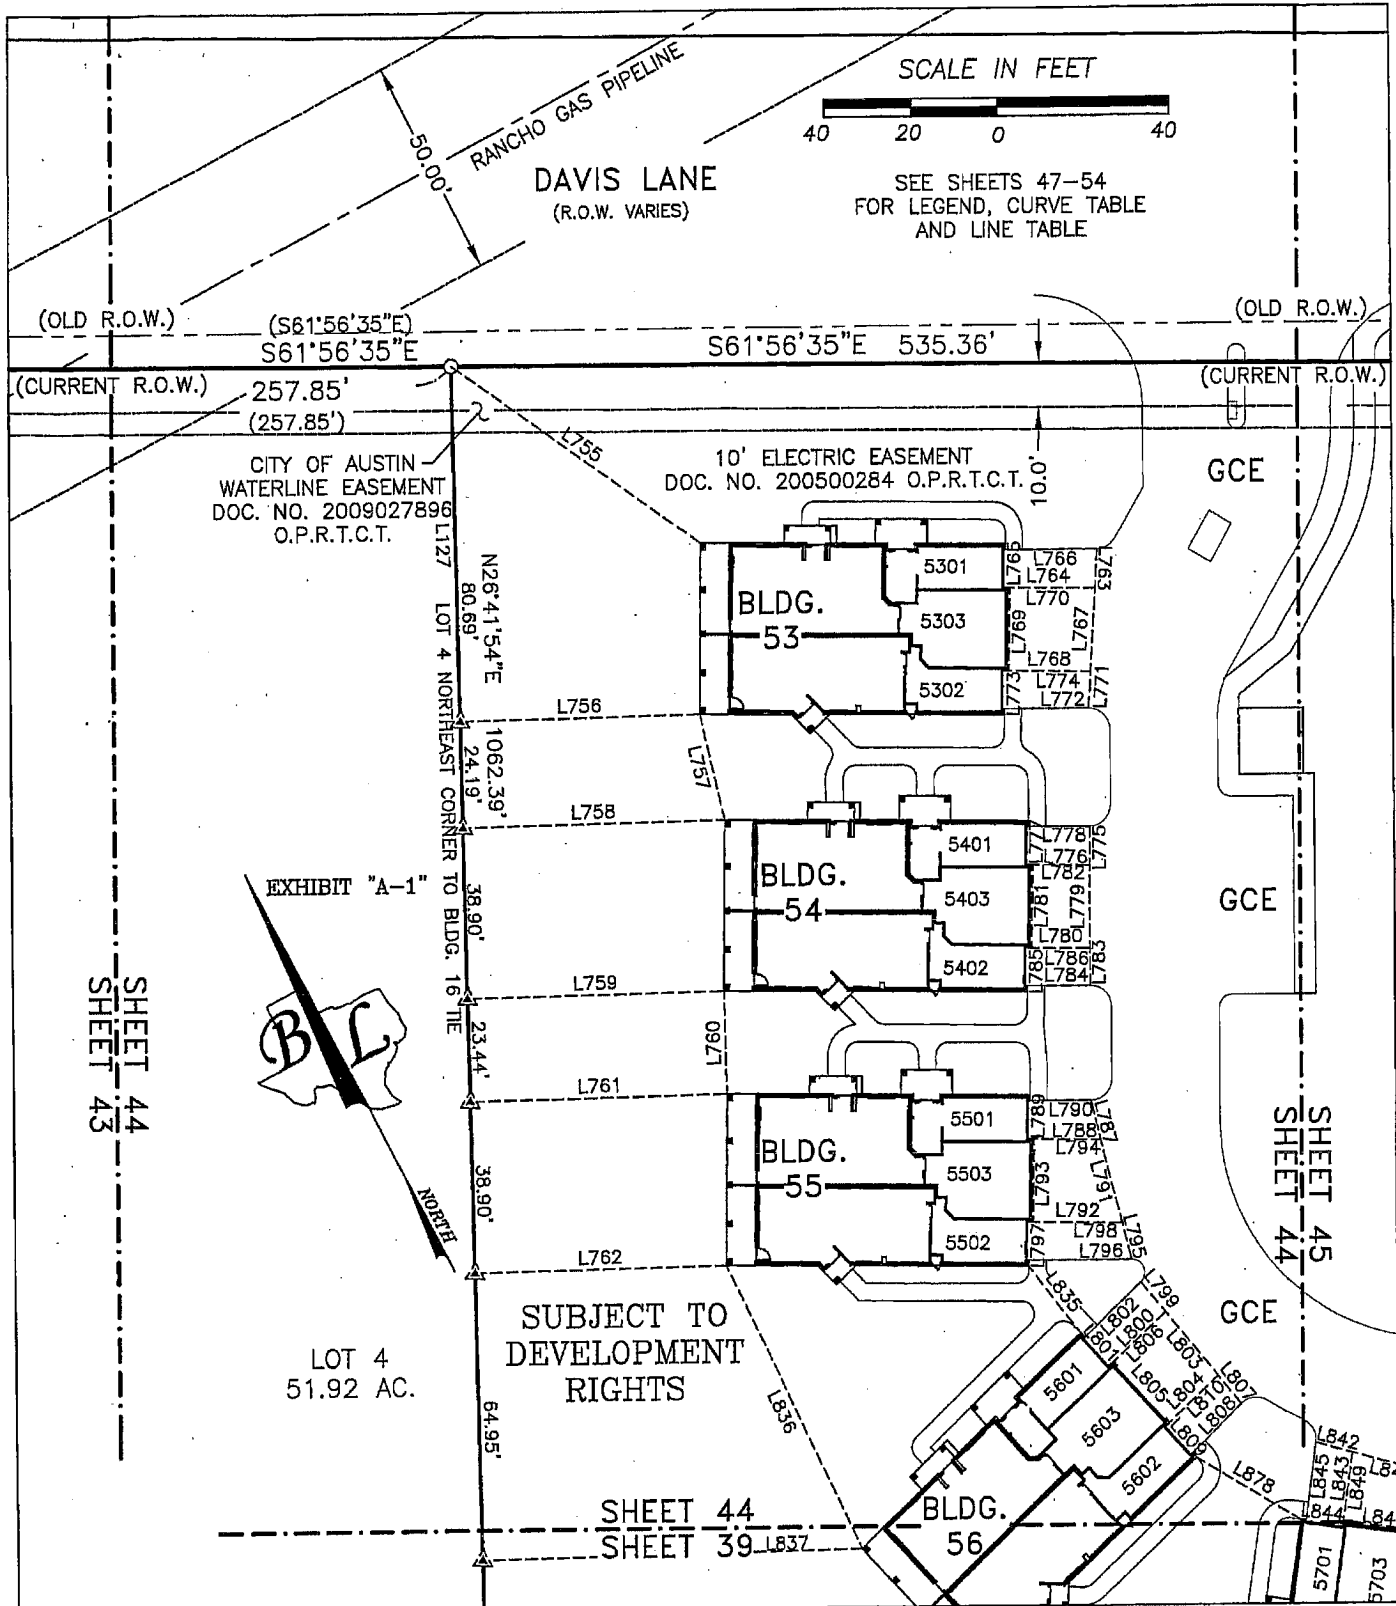 SCALE IN FEET
40 20 0 40
RANCHO GAS PIPELINE
50.00'
DAVIS LANE
(R.O.W. VARIES)
SEE SHEETS 47-54
FOR LEGEND, CURVE TABLE
AND LINE TABLE
(OLD R.O.W.)
(S61°56'35"E)
(OLD R.O.W.)
S61°56'35"E
S61°56'35"E 535.36'
(CURRENT R.O.W.)
257.85'
(CURRENT R.O.W.)
(257.85')
L755
CITY OF AUSTIN
WATERLINE EASEMENT
DOC. NO. 2009027896
O.P.R.T.C.T.
10' ELECTRIC EASEMENT
DOC. NO. 200500284 O.P.R.T.C.T.
10.0'
GCE
L127 LOT 4 NORTHEAST CORNER TO BLDG. 16 TIE
N26°41'54"E 1062.39'
80.69'
24.19'
38.90'
23.44'
38.90'
64.95'
BLDG.
53
5301
5303
5302
L765
L766
L764
L763
L770
L769
L767
L768
L774
L773
L772
L771
L756
L757
L758
BLDG.
54
5401
5403
5402
L777
L778
L776
L775
L782
L781
L779
L780
L785
L786
L784
L783
GCE
EXHIBIT "A-1"
BL
NORTH
SHEET 44
SHEET 43
L759
L760
L761
BLDG.
55
5501
5503
5502
L789
L790
L788
L787
L794
L793
L791
L792
L798
L797
L796
L795
SHEET 45
SHEET 44
L762
GCE
SUBJECT TO
DEVELOPMENT
RIGHTS
LOT 4
51.92 AC.
L835
L836
L799
L802
L800
L801
L806
L803
L805
L804
L807
L810
L808
L809
5601
5603
5602
BLDG.
56
L878
L842
L845
L843
L849
L844
SHEET 44
SHEET 39
L837
5701
5703